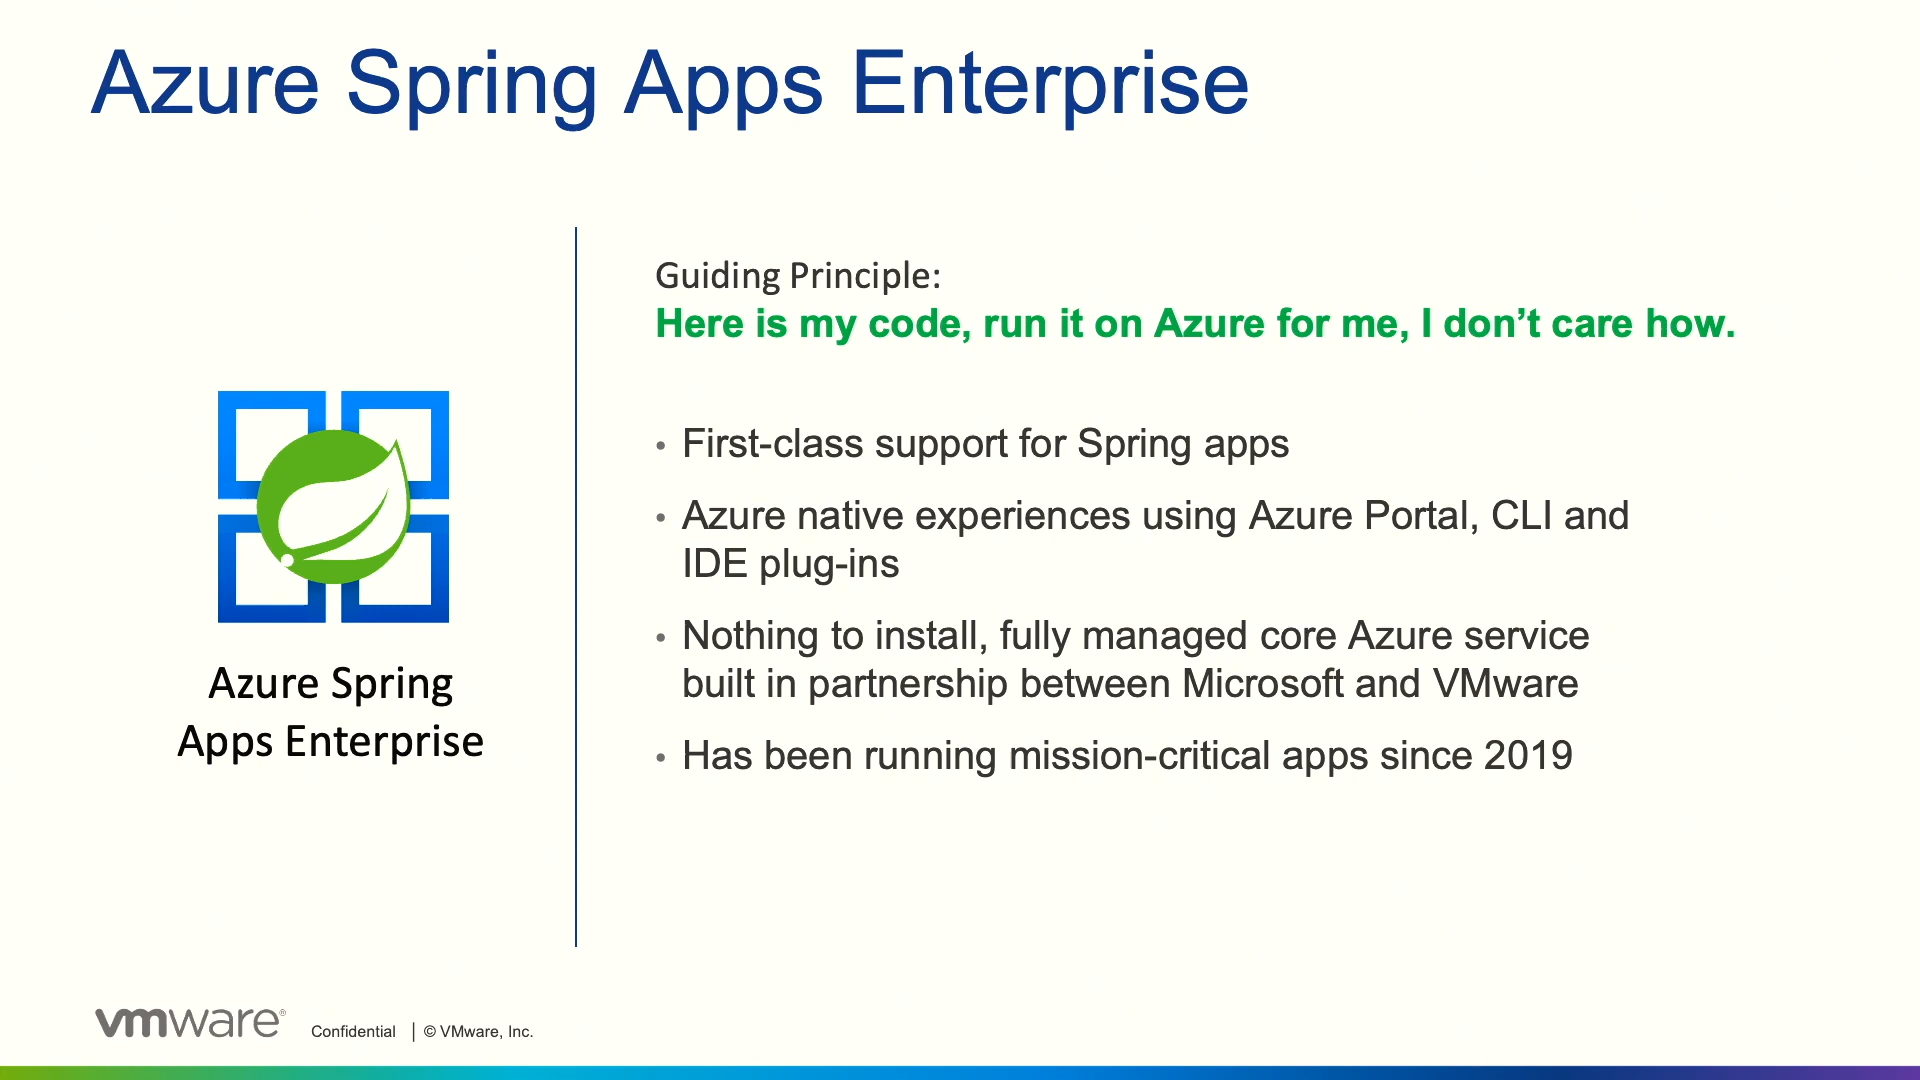 Azure Spring Apps Enterprise
Azure Spring
Apps Enterprise
Guiding Principle:
Here is my code, run it on Azure for me, I don’t care how.
• First-class support for Spring apps
• Azure native experiences using Azure Portal, CLI and
IDE plug-ins
• Nothing to install, fully managed core Azure service
built in partnership between Microsoft and VMware
• Has been running mission-critical apps since 2019
vmware® Confidential | © VMware, Inc.